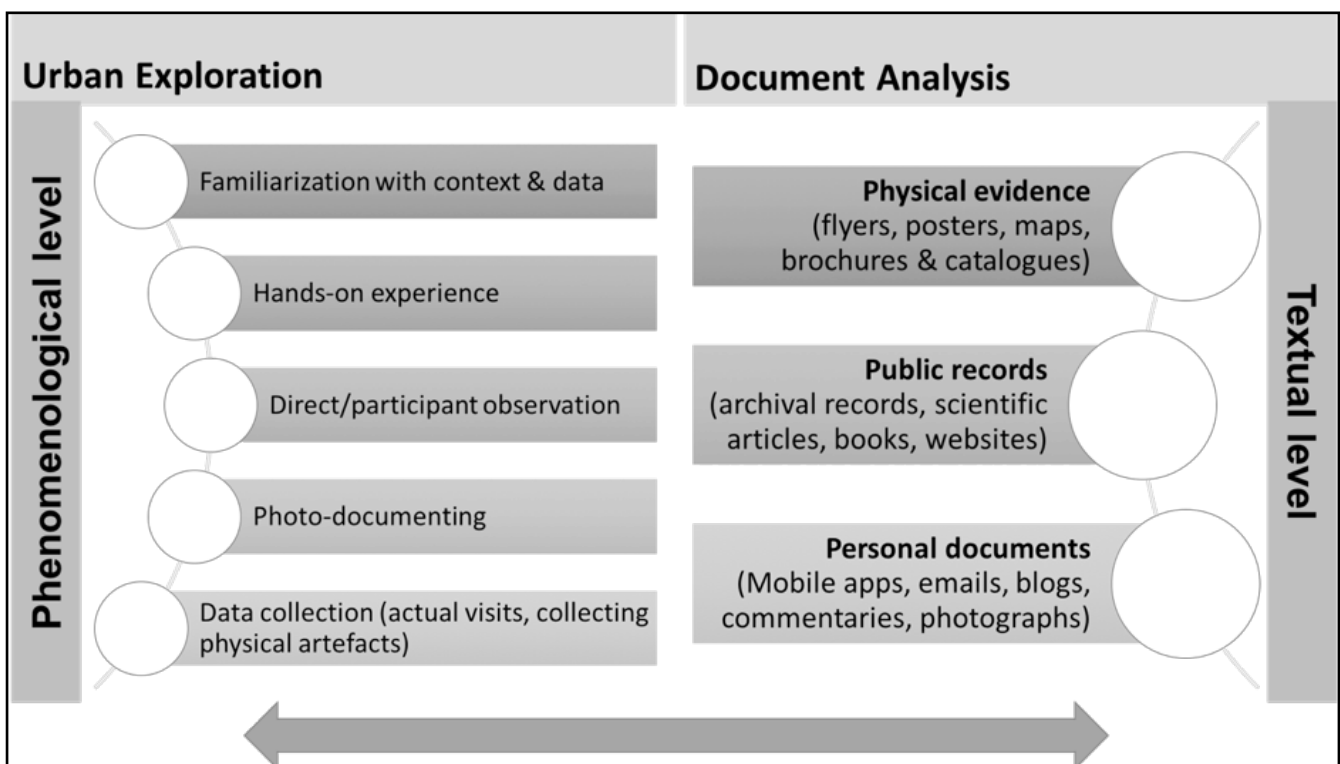 Urban Exploration
Document Analysis
Phenomenological level
Familiarization with context & data
Hands-on experience
Direct/participant observation
Photo-documenting
Data collection (actual visits, collecting
physical artefacts)
Physical evidence
(flyers, posters, maps,
brochures & catalogues)
Public records
(archival records, scientific
articles, books, websites)
Personal documents
(Mobile apps, emails, blogs,
commentaries, photographs)
Textual level